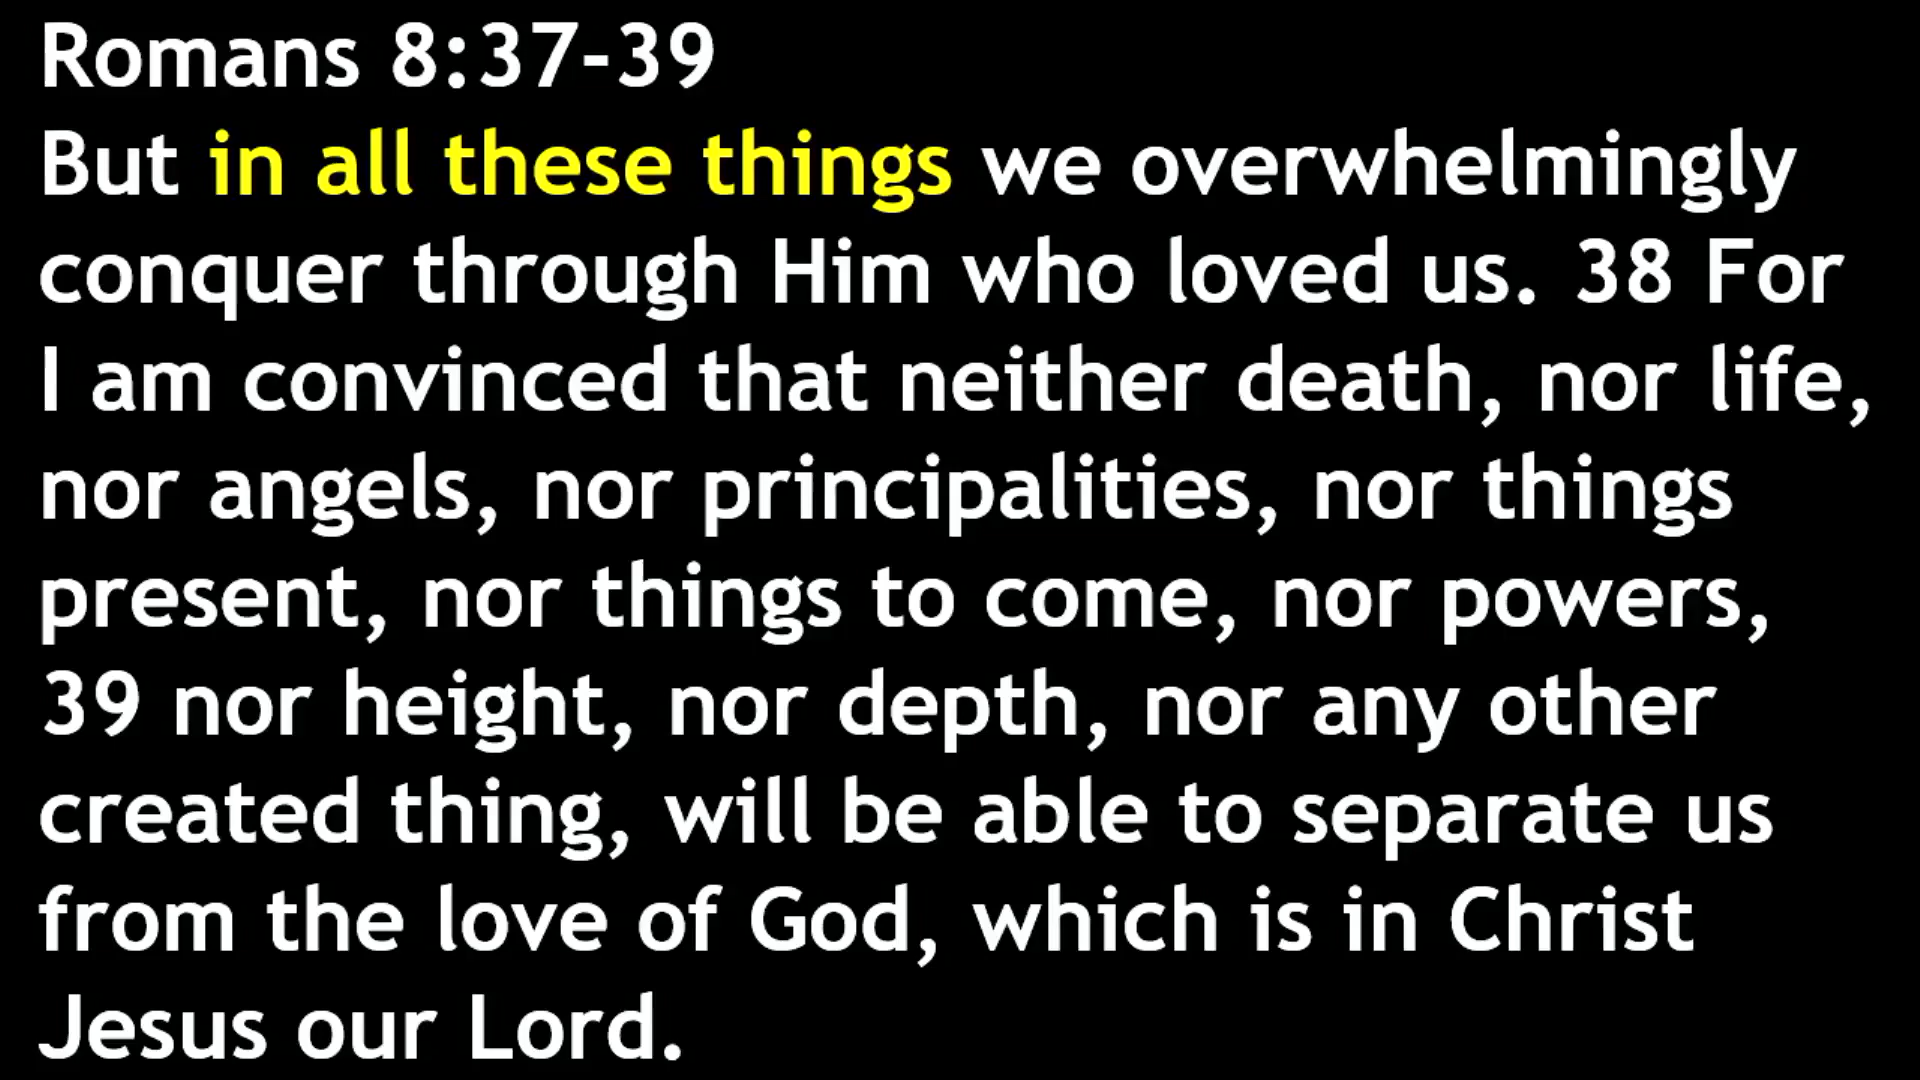 Romans 8:37-39
But in all these things we overwhelmingly
conquer through Him who loved us. 38 For
I am convinced that neither death, nor life,
nor angels, nor principalities, nor things
present, nor things to come, nor powers,
39 nor height, nor depth, nor any other
created thing, will be able to separate us
from the love of God, which is in Christ
Jesus our Lord.